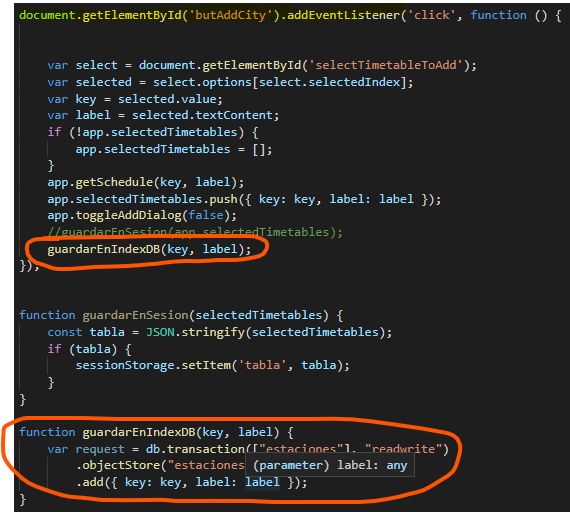 document.getElementById('butAddCity').addEventListener('click', function () {
var select = document.getElementById('selectTimetableToAdd');
var selected = select.options[select.selectedIndex];
var key = selected.value;
var label = selected.textContent;
if (!app.selectedTimetables) {
app.selectedTimetables = [];
}
app.getSchedule(key, label);
app.selectedTimetables.push({ key: key, label: label });
app.toggleAddDialog(false);
//guardarEnSesion(app.selectedTimetables);
guardarEnIndexDB(key, label);
});
function guardarEnSesion(selectedTimetables) {
const tabla = JSON.stringify(selectedTimetables);
if (tabla) {
sessionStorage.setItem('tabla', tabla);
}
}
function guardarEnIndexDB(key, label) {
var request = db.transaction(["estaciones"], "readwrite")
.objectStore("estaciones (parameter) label: any
.add({ key: key, label: label });
}